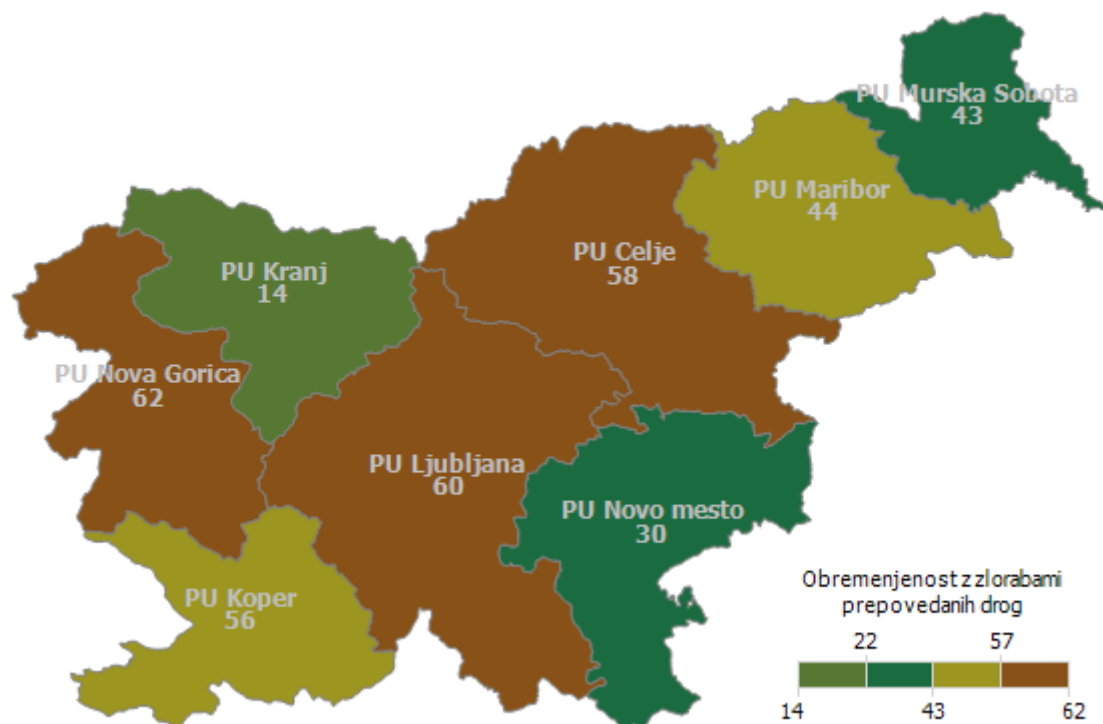 PU Murska Sobota
43
PU Maribor
44
PU Celje
58
PU Kranj
14
PU Nova Gorica
62
PU Ljubljana
60
PU Novo mesto
30
PU Koper
56
Obremenjenost z zlorabami
prepovedanih drog
22 57
14 43 62